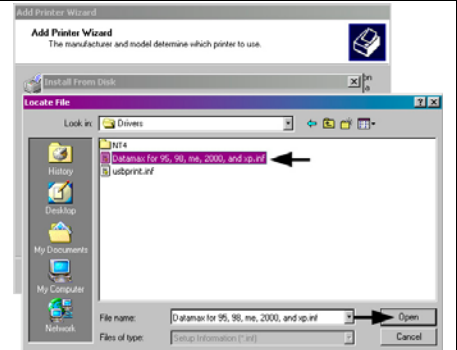 Add Printer Wizard
Add Printer Wizard
The manufacturer and model determine which printer to use.
Install From Disk
Locate File
Look in:
Drivers
NT4
Datamax for 95, 98, me, 2000, and xp.inf
usbprint.inf
History
Desktop
My Documents
My Computer
Network
File name:
Datamax for 95, 98, me, 2000, and xp.inf
Open
Files of type:
Setup Information (*.inf)
Cancel